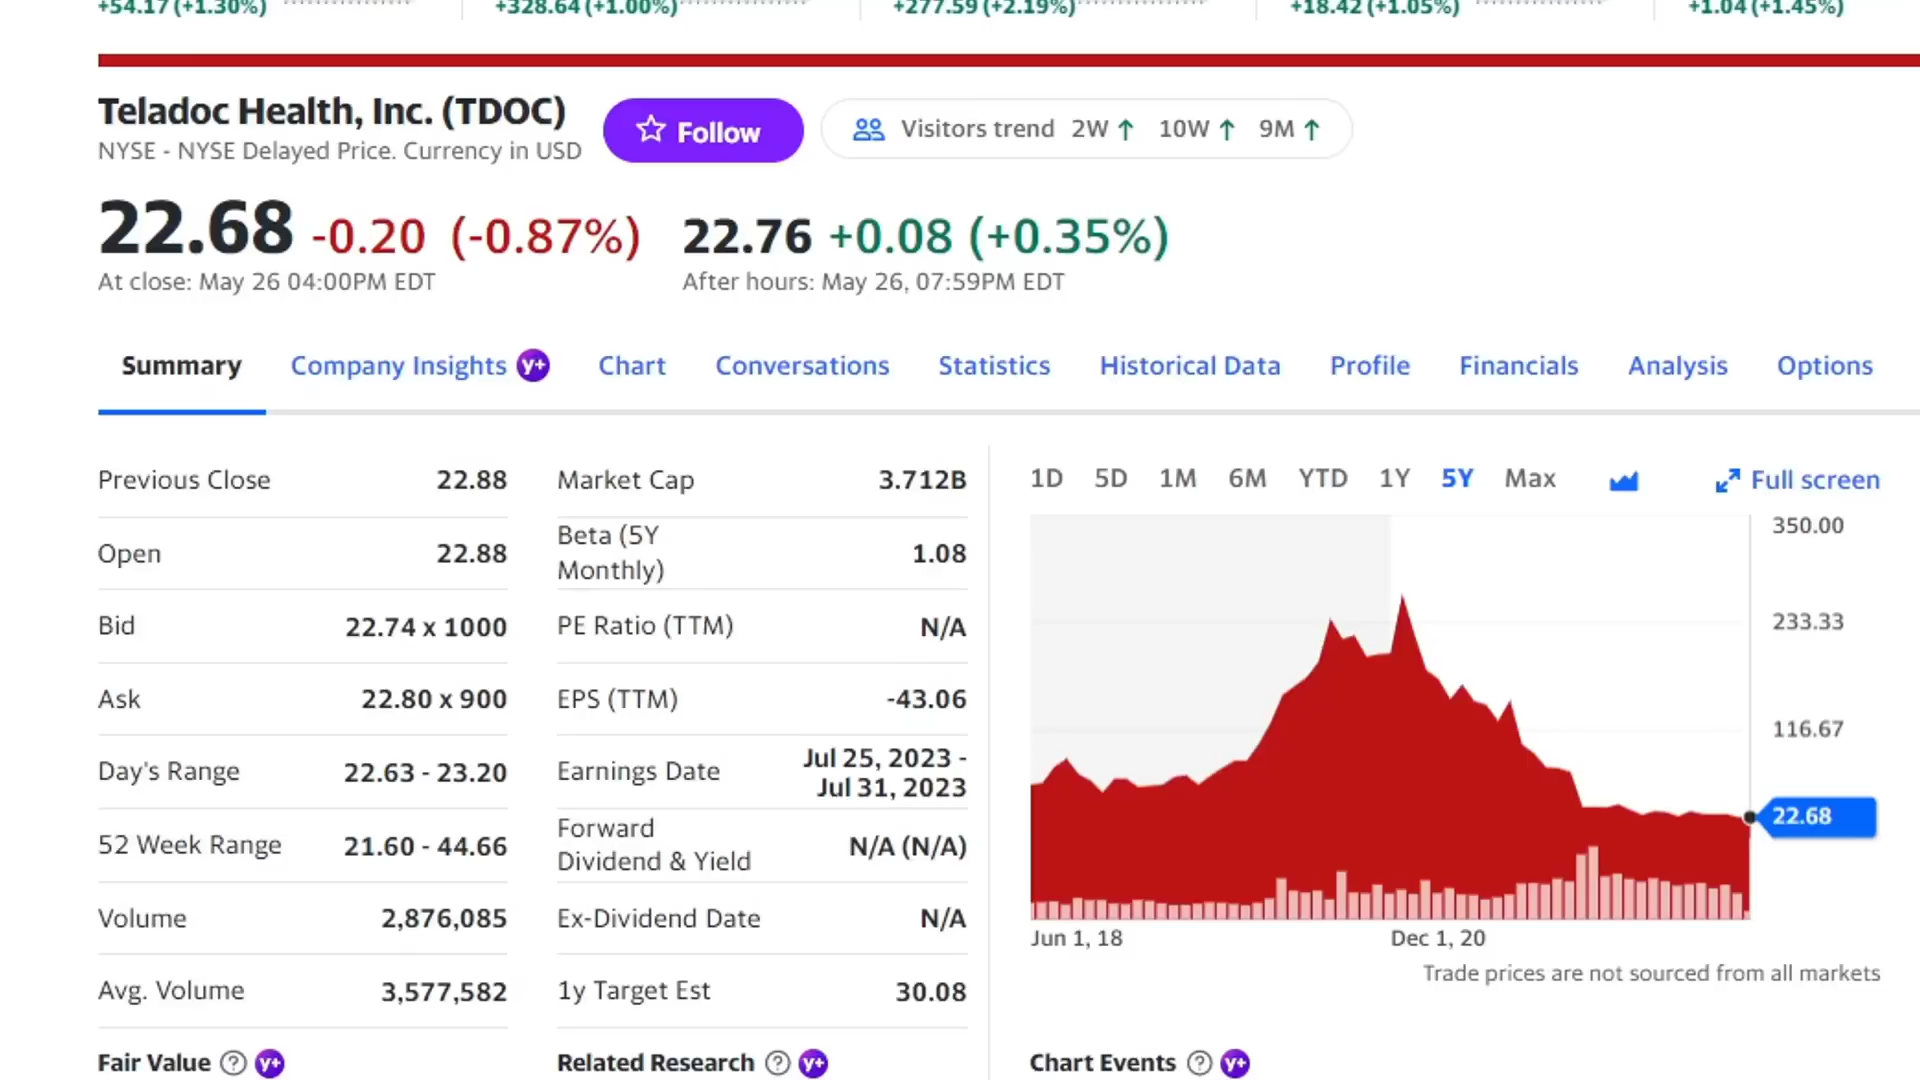 +54.17 (+1.30%) +328.64 (+1.00%) +277.59 (+2.19%) +18.42 (+1.05%) +1.04 (+1.45%)
Teladoc Health, Inc. (TDOC)
NYSE - NYSE Delayed Price. Currency in USD
Follow
Visitors trend 2W ↑ 10W ↑ 9M ↑
22.68 -0.20 (-0.87%) 22.76 +0.08 (+0.35%)
At close: May 26 04:00PM EDT After hours: May 26, 07:59PM EDT
Summary Company Insights y+ Chart Conversations Statistics Historical Data Profile Financials Analysis Options
Previous Close 22.88
Open 22.88
Bid 22.74 x 1000
Ask 22.80 x 900
Day's Range 22.63 - 23.20
52 Week Range 21.60 - 44.66
Volume 2,876,085
Avg. Volume 3,577,582
Market Cap 3.712B
Beta (5Y
Monthly) 1.08
PE Ratio (TTM) N/A
EPS (TTM) -43.06
Earnings Date Jul 25, 2023 -
Jul 31, 2023
Forward
Dividend & Yield N/A (N/A)
Ex-Dividend Date N/A
1y Target Est 30.08
1D 5D 1M 6M YTD 1Y 5Y Max Full screen
350.00
233.33
116.67
22.68
Jun 1, 18 Dec 1, 20
Trade prices are not sourced from all markets
Fair Value ? y+ Related Research ? y+ Chart Events ? y+